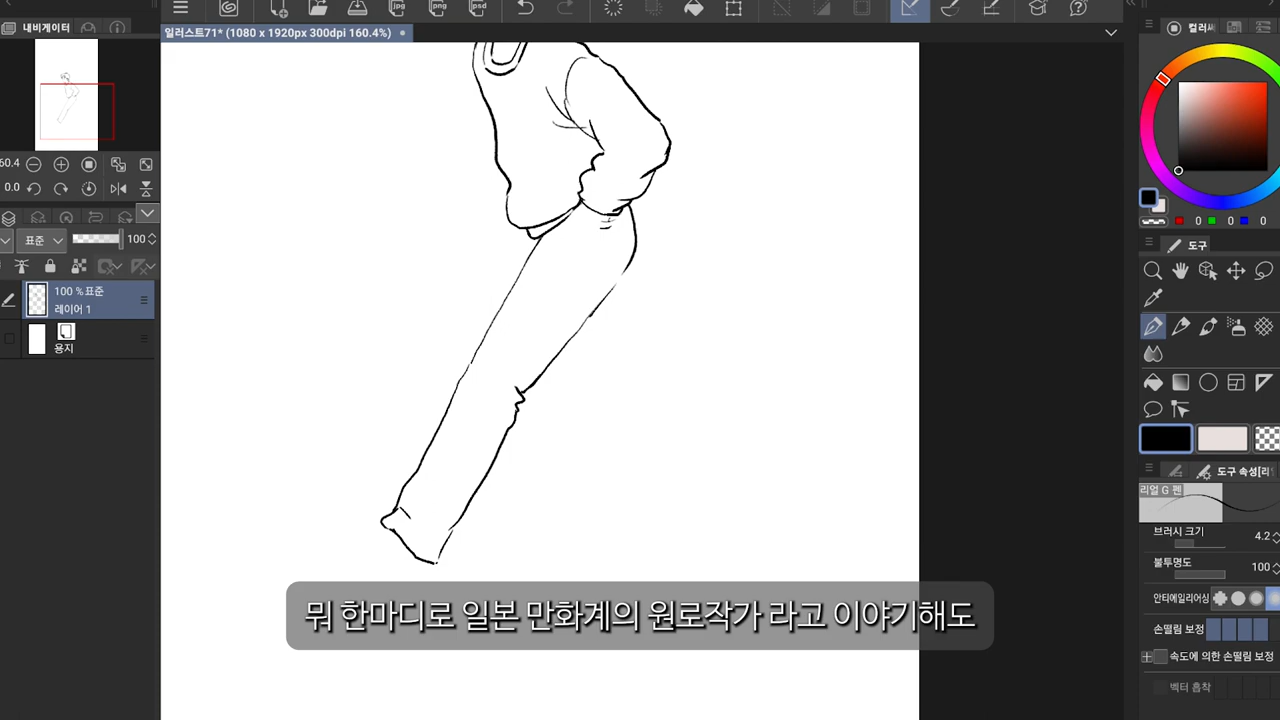 jpg png psd
내비게이터
일러스트71* (1080 x 1920px 300dpi 160.4%)
컬러써
60.4
0.0
표준 100
100 %표준
레이어 1
용지
0 0 0
도구
도구 속성[리
리얼 G 펜
브러시 크기 4.2
불투명도 100
안티에일리어싱
손떨림 보정
속도에 의한 손떨림 보정
벡터 흡착
뭐 한마디로 일본 만화계의 원로작가 라고 이야기해도